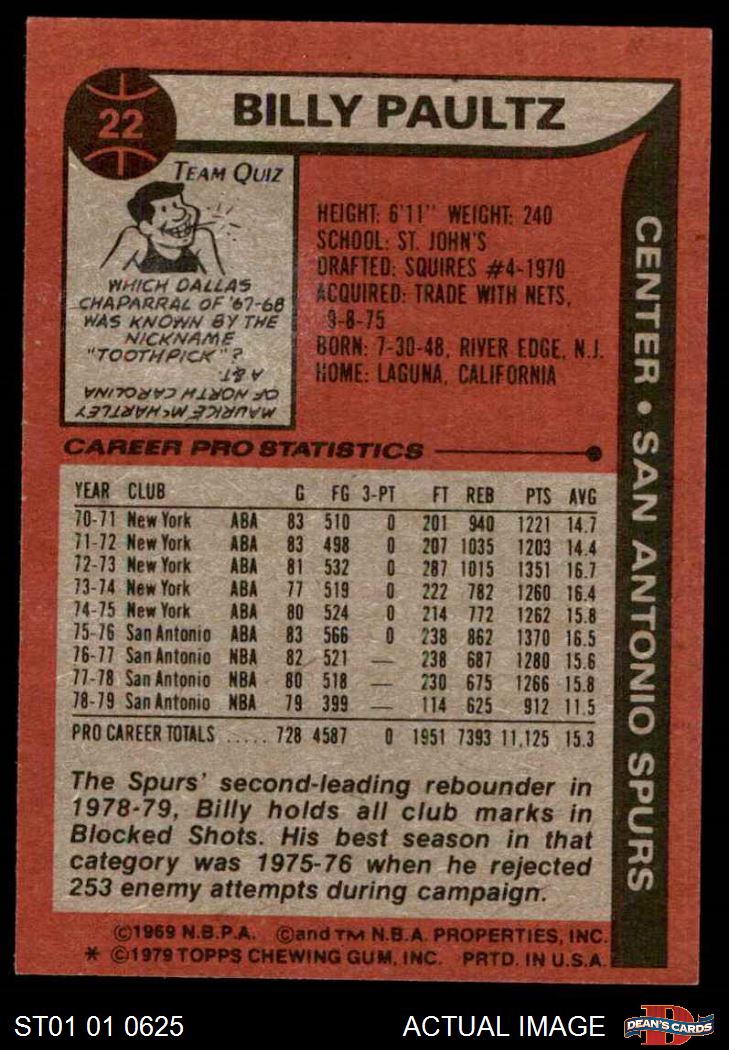 22
BILLY PAULTZ
TEAM QUIZ
WHICH DALLAS
CHAPARRAL OF '67-68
WAS KNOWN BY THE
NICKNAME
"TOOTHPICK"?
MAURICE McHARTLEY
OF NORTH CAROLINA
A & T
HEIGHT: 6'11" WEIGHT: 240
SCHOOL: ST. JOHN'S
DRAFTED: SQUIRES #4-1970
ACQUIRED: TRADE WITH NETS,
9-8-75
BORN: 7-30-48, RIVER EDGE, N.J.
HOME: LAGUNA, CALIFORNIA
CENTER • SAN ANTONIO SPURS
CAREER PRO STATISTICS
YEAR CLUB G FG 3-PT FT REB PTS AVG
70-71 New York ABA 83 510 0 201 940 1221 14.7
71-72 New York ABA 83 498 0 207 1035 1203 14.4
72-73 New York ABA 81 532 0 287 1015 1351 16.7
73-74 New York ABA 77 519 0 222 782 1260 16.4
74-75 New York ABA 80 524 0 214 772 1262 15.8
75-76 San Antonio ABA 83 566 0 238 862 1370 16.5
76-77 San Antonio NBA 82 521 — 238 687 1280 15.6
77-78 San Antonio NBA 80 518 — 230 675 1266 15.8
78-79 San Antonio NBA 79 399 — 114 625 912 11.5
PRO CAREER TOTALS ..... 728 4587 0 1951 7393 11,125 15.3
The Spurs' second-leading rebounder in
1978-79, Billy holds all club marks in
Blocked Shots. His best season in that
category was 1975-76 when he rejected
253 enemy attempts during campaign.
©1969 N.B.P.A. ©and TM N.B.A. PROPERTIES, INC.
* ©1979 TOPPS CHEWING GUM, INC. PRTD. IN U.S.A.
ST01 01 0625
ACTUAL IMAGE
D
DEAN'S CARDS